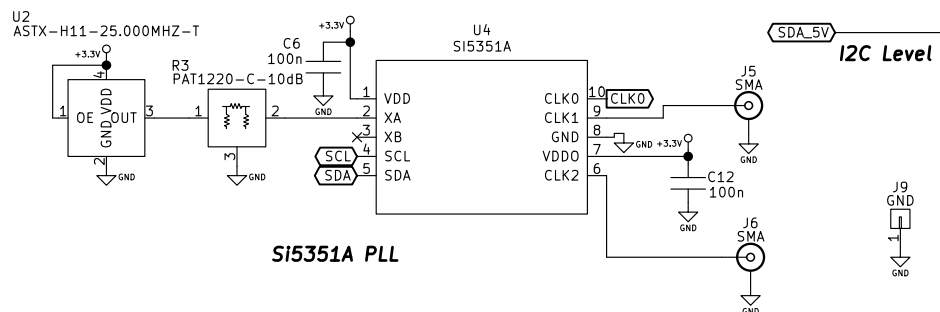 U2
ASTX-H11-25.000MHZ-T
+3.3V
4
VDD
1
OE
OUT
3
GND
2
GND
R3
PAT1220-C-10dB
1
2
3
GND
C6
100n
+3.3V
GND
U4
SI5351A
1
VDD
2
XA
3
XB
4
SCL
5
SDA
SCL
SDA
10
CLK0
CLK0
9
CLK1
8
GND
GND
7
VDDO
6
CLK2
+3.3V
C12
100n
GND
J5
SMA
GND
J6
SMA
GND
Si5351A PLL
SDA_5V
I2C Level
J9
GND
1
GND